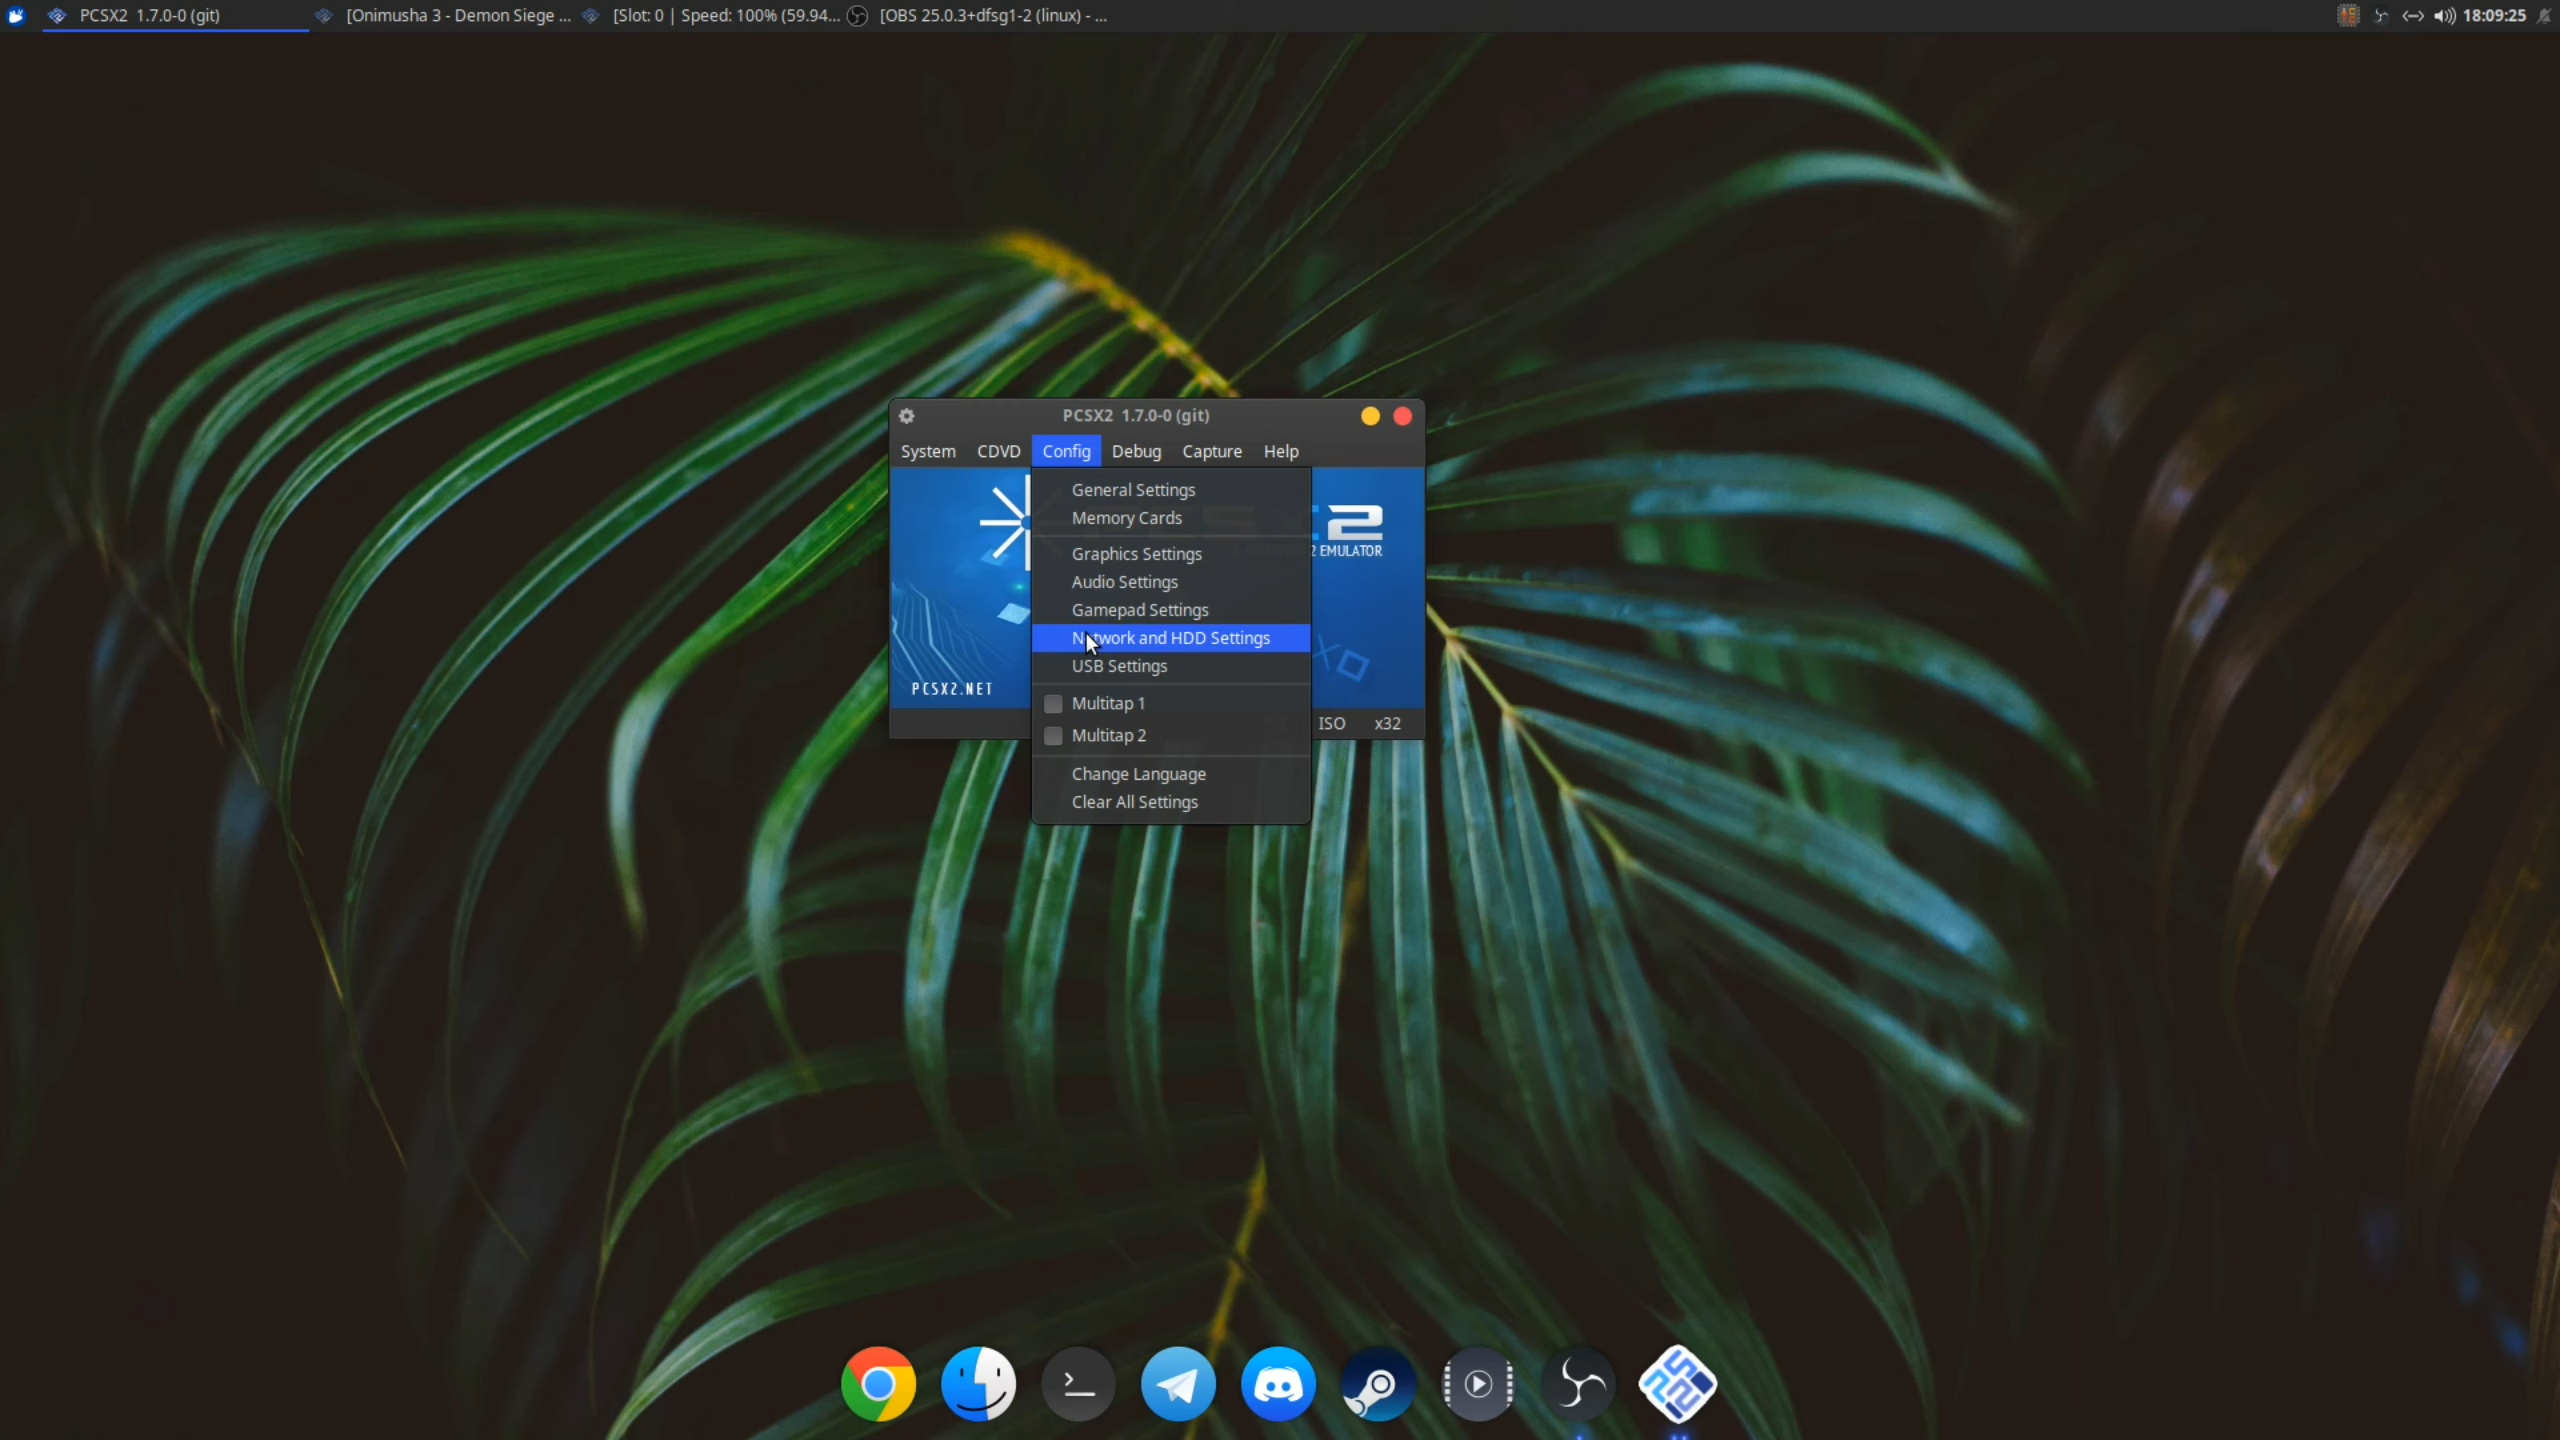 PCSX2 1.7.0-0 (git)
[Onimusha 3 - Demon Siege ...
[Slot: 0 | Speed: 100% (59.94...
[OBS 25.0.3+dfsg1-2 (linux) - ...
18:09:25
PCSX2 1.7.0-0 (git)
System CDVD Config Debug Capture Help
General Settings
Memory Cards
Graphics Settings
Audio Settings
Gamepad Settings
Network and HDD Settings
USB Settings
Multitap 1
Multitap 2
Change Language
Clear All Settings
2
2 EMULATOR
PCSX2.NET
ISO x32